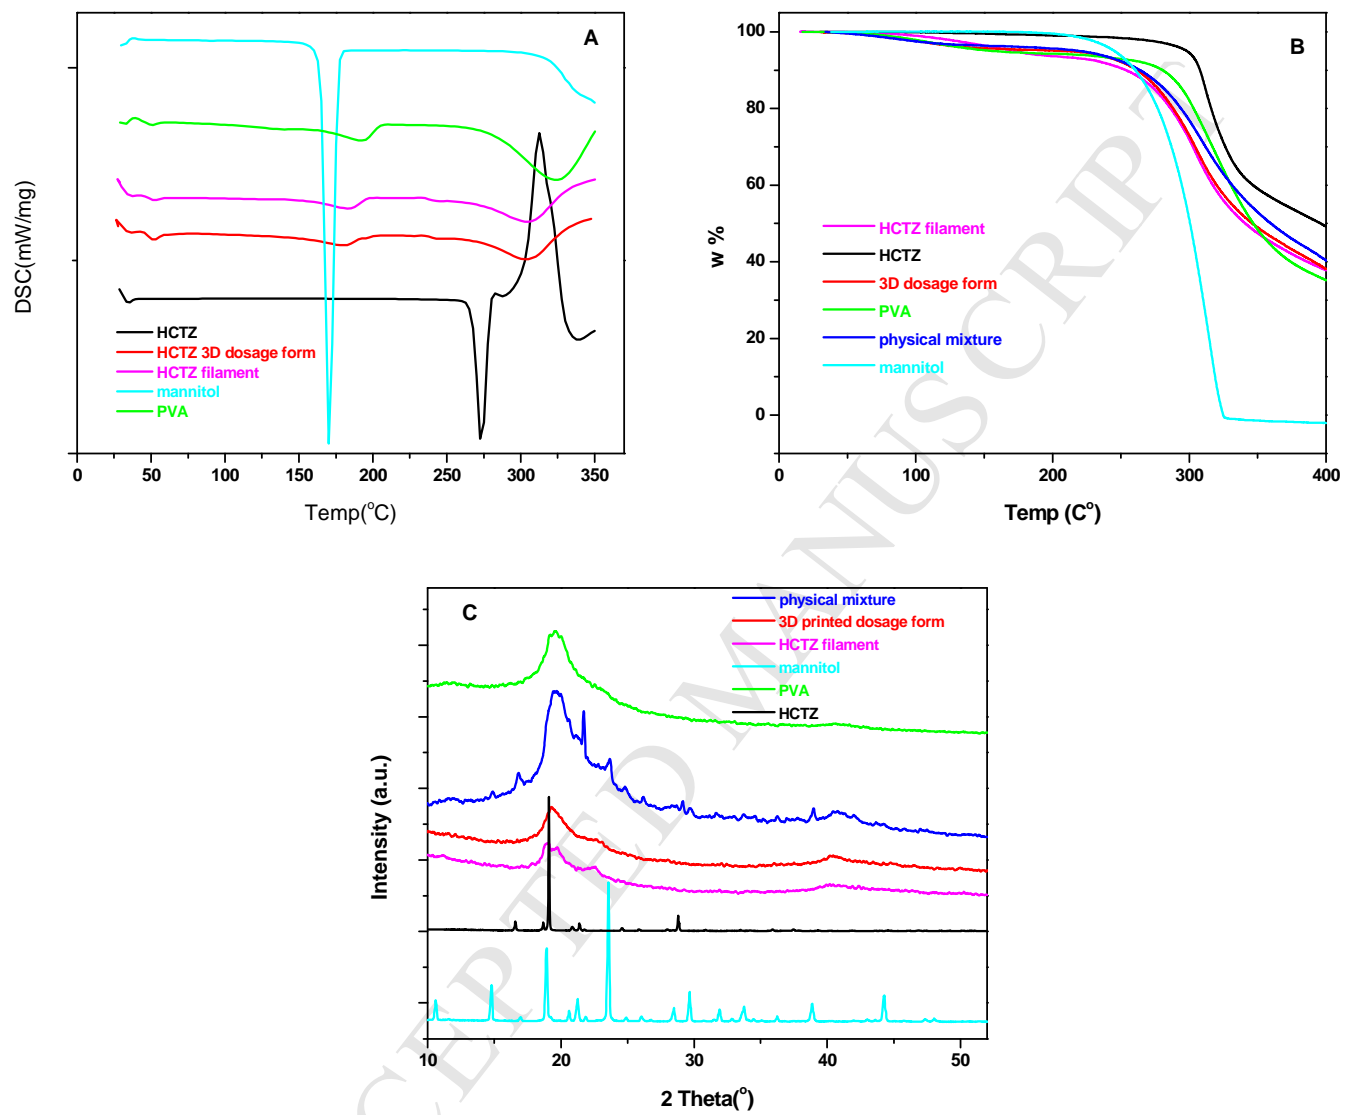 A
DSC(mW/mg)
HCTZ
HCTZ 3D dosage form
HCTZ filament
mannitol
PVA
0 50 100 150 200 250 300 350
Temp(°C)
B
w %
100
80
60
40
20
0
HCTZ filament
HCTZ
3D dosage form
PVA
physical mixture
mannitol
0 100 200 300 400
Temp (C°)
C
Intensity (a.u.)
physical mixture
3D printed dosage form
HCTZ filament
mannitol
PVA
HCTZ
10 20 30 40 50
2 Theta(°)
CEPTED MANUSCRIPT